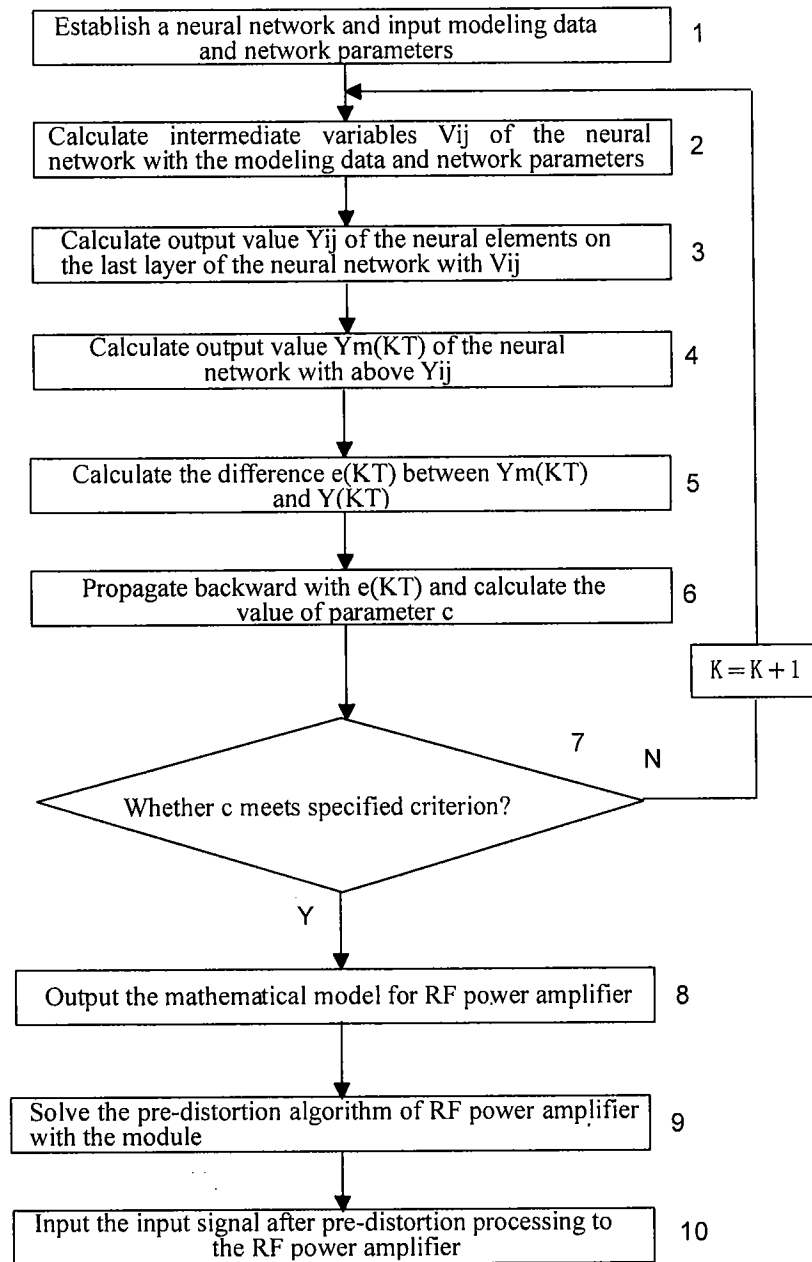 Establish a neural network and input modeling data
and network parameters
1
Calculate intermediate variables Vij of the neural
network with the modeling data and network parameters
2
Calculate output value Yij of the neural elements on
the last layer of the neural network with Vij
3
Calculate output value Ym(KT) of the neural
network with above Yij
4
Calculate the difference e(KT) between Ym(KT)
and Y(KT)
5
Propagate backward with e(KT) and calculate the
value of parameter c
6
K=K+1
7
N
Whether c meets specified criterion?
Y
Output the mathematical model for RF power amplifier
8
Solve the pre-distortion algorithm of RF power amplifier
with the module
9
Input the input signal after pre-distortion processing to
the RF power amplifier
10